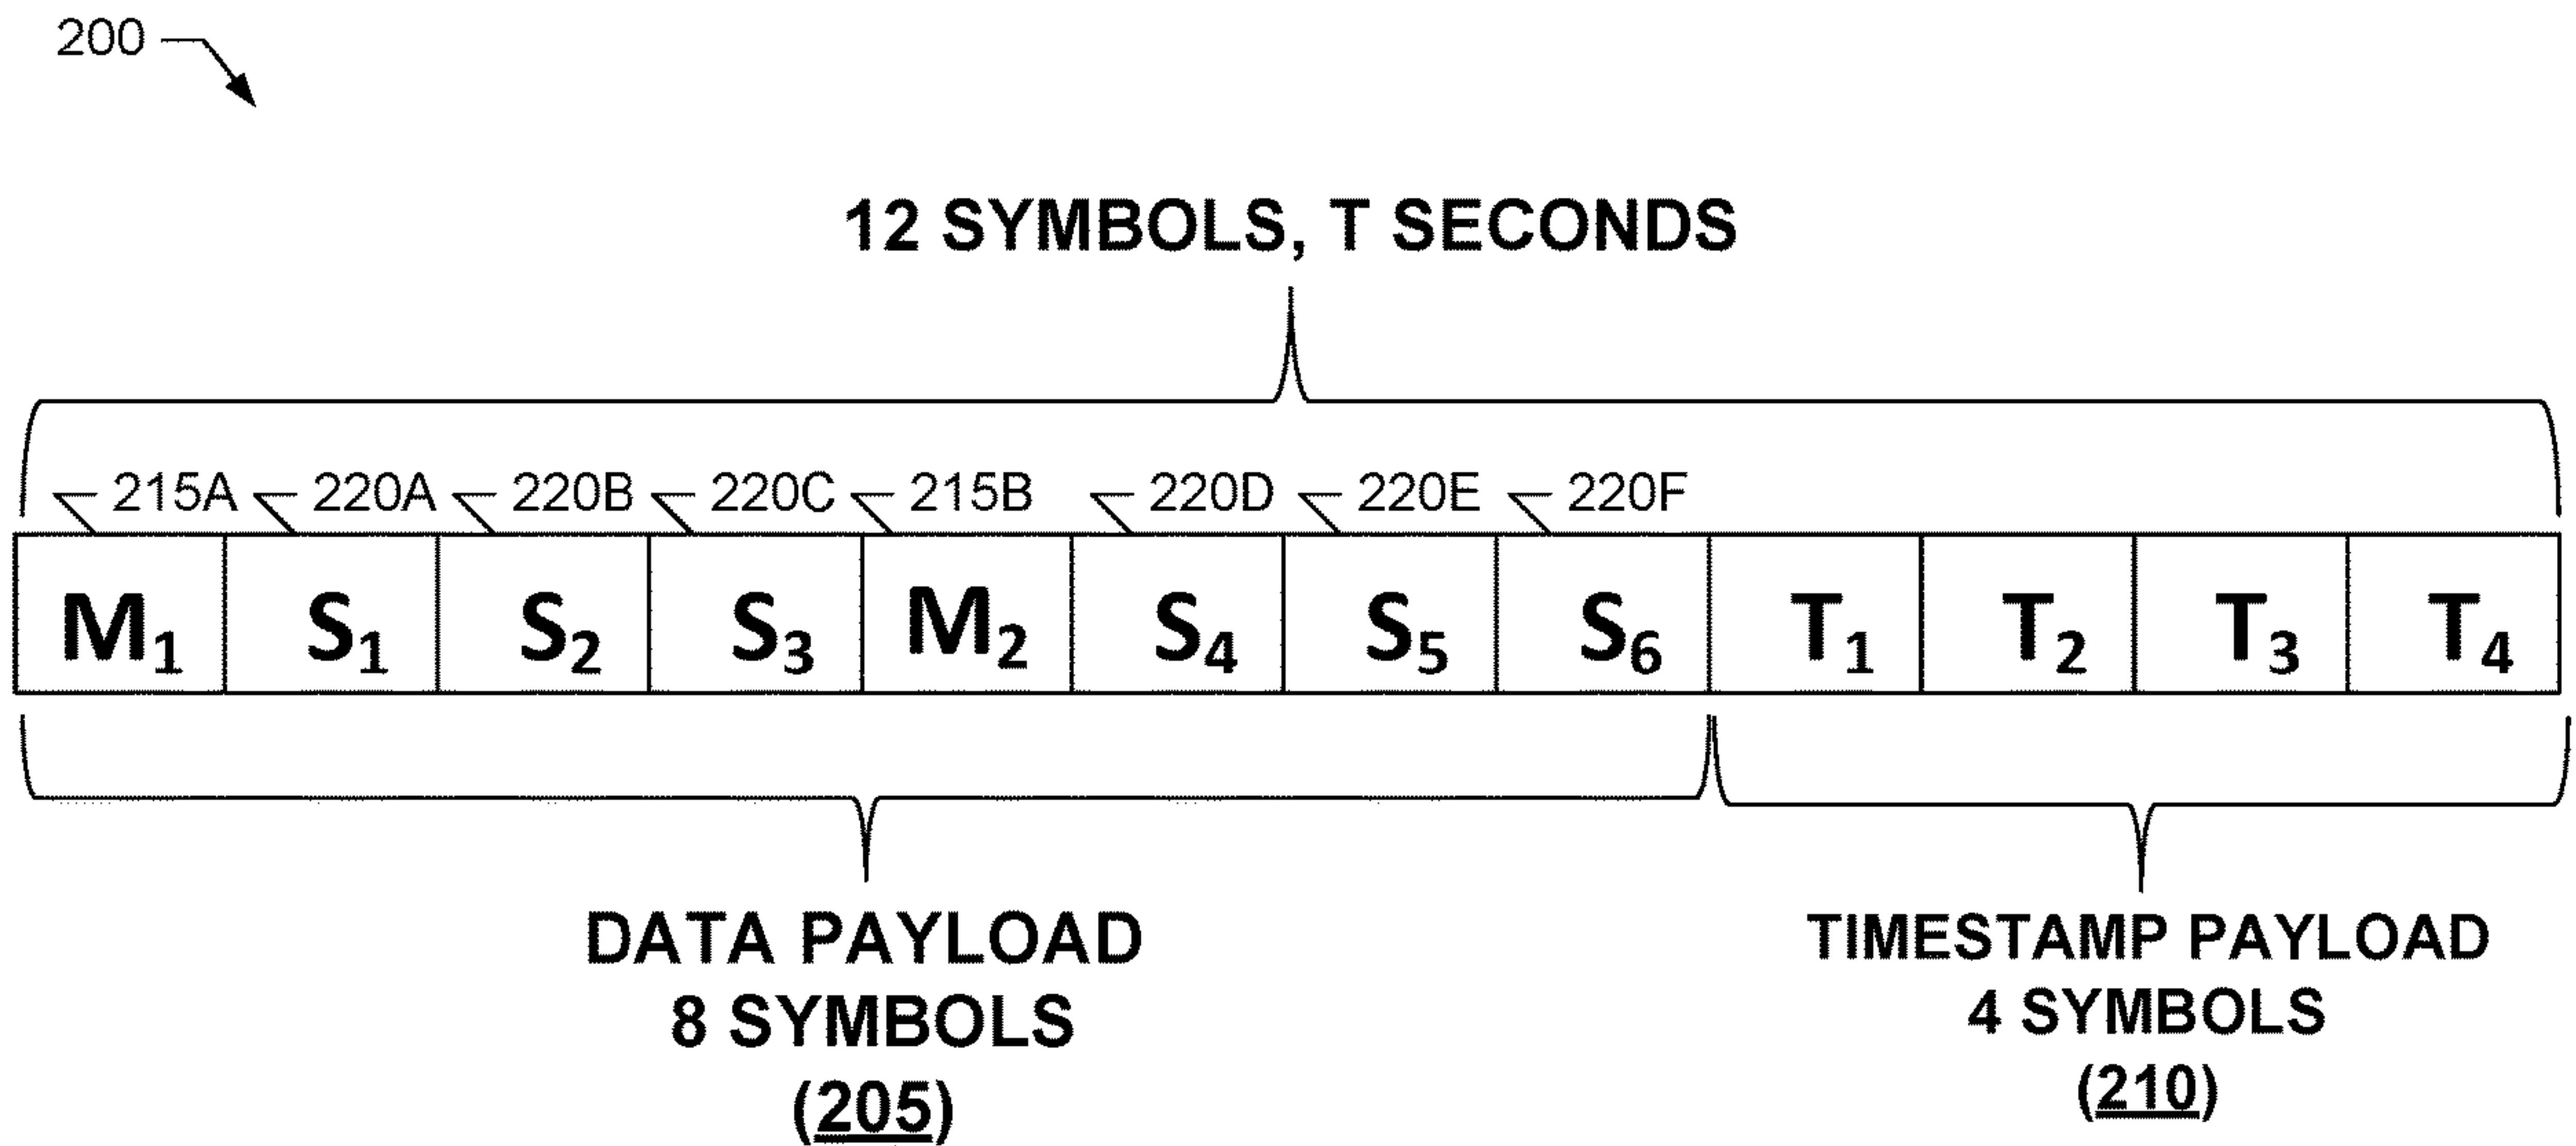 200
12 SYMBOLS, T SECONDS
215A 220A 220B 220C 215B 220D 220E 220F
M₁ S₁ S₂ S₃ M₂ S₄ S₅ S₆ T₁ T₂ T₃ T₄
DATA PAYLOAD
8 SYMBOLS
(205)
TIMESTAMP PAYLOAD
4 SYMBOLS
(210)